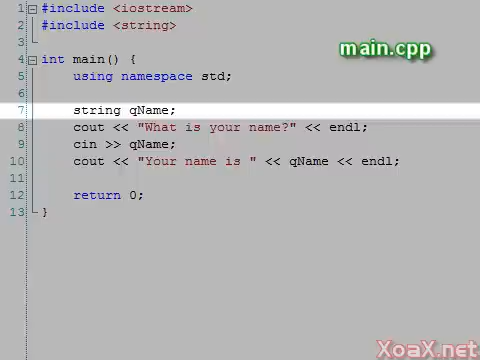 1 #include <iostream>
2 #include <string>
3
4 int main() {
main.cpp
5 using namespace std;
6
7 string qName;
8 cout << "What is your name?" << endl;
9 cin >> qName;
10 cout << "Your name is " << qName << endl;
11
12 return 0;
13 }
XoaX.net